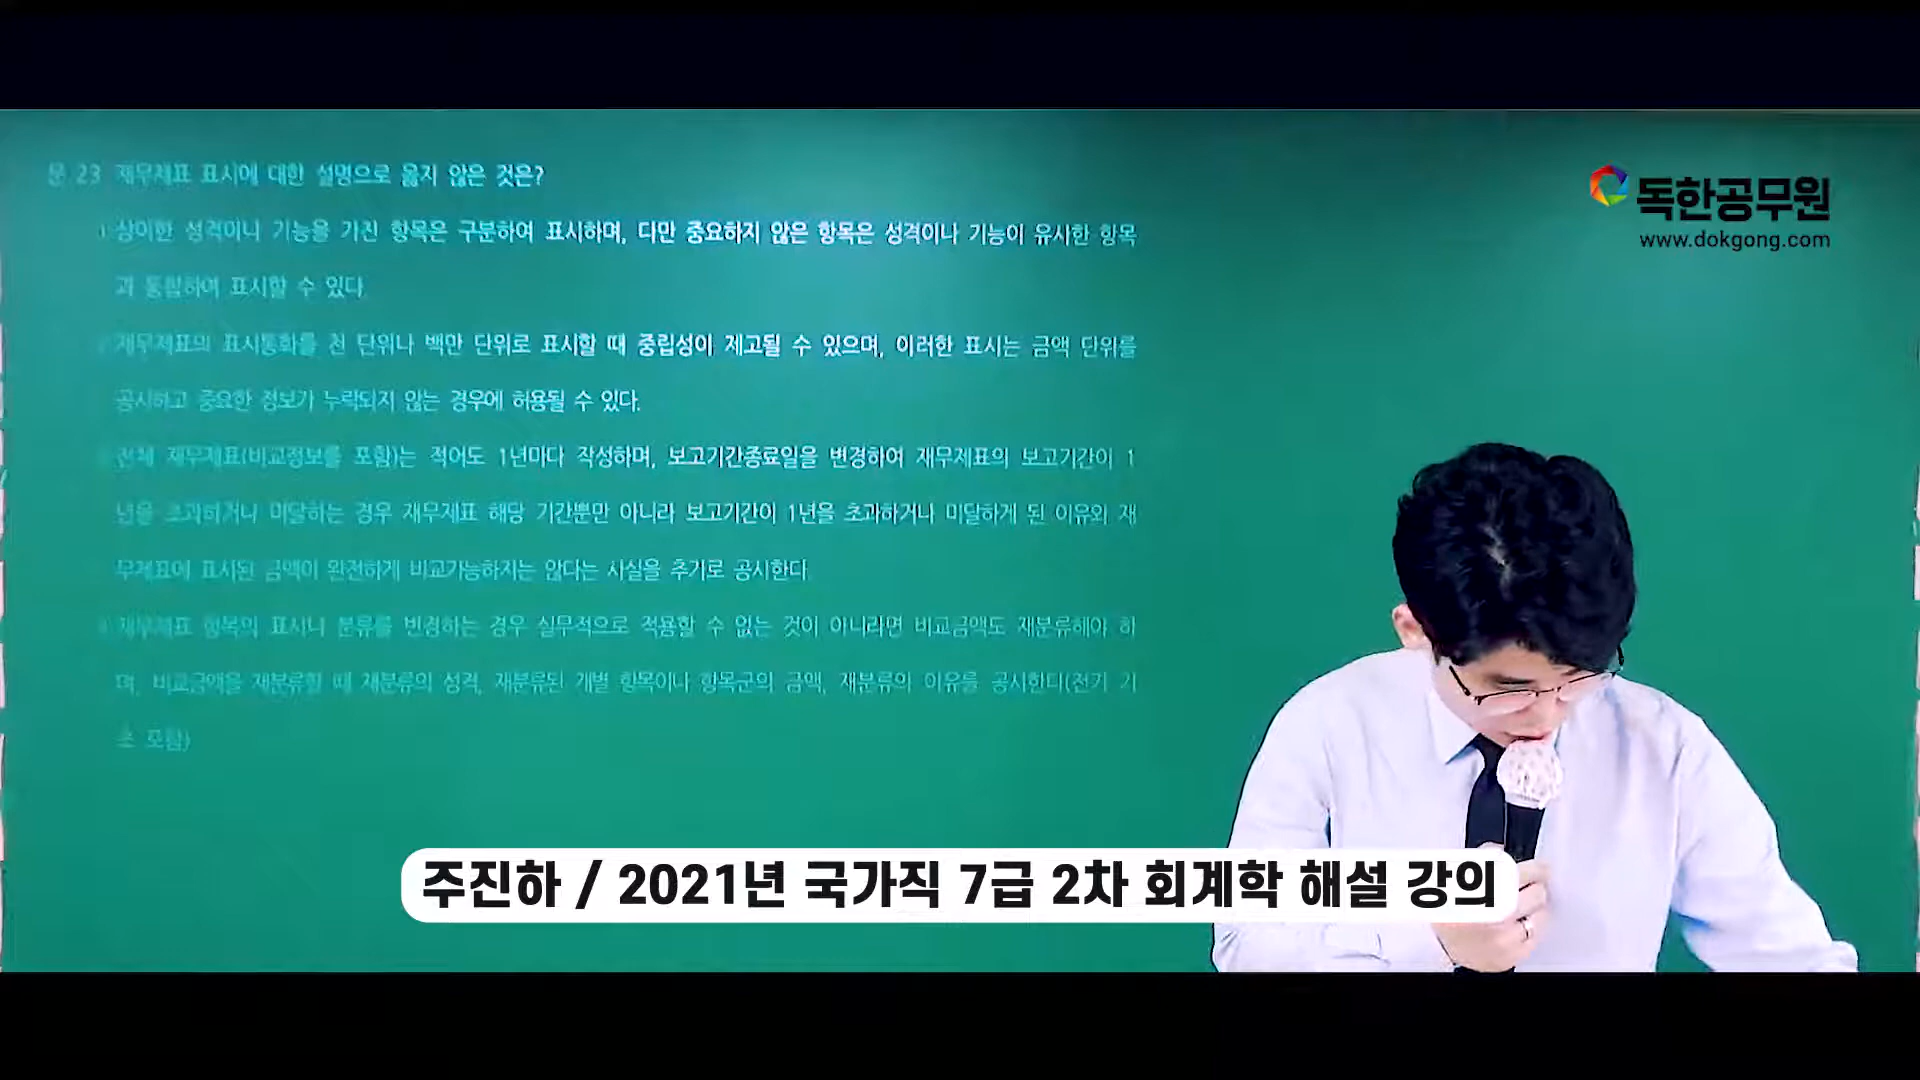 문 23 재무제표 표시에 대한 설명으로 옳지 않은 것은?
상이한 성격이나 기능을 가진 항목은 구분하여 표시하며, 다만 중요하지 않은 항목은 성격이나 기능이 유사한 항목
과 통합하여 표시할 수 있다.
재무제표의 표시통화를 천 단위나 백만 단위로 표시할 때 중립성이 제고될 수 있으며, 이러한 표시는 금액 단위를
공시하고 중요한 정보가 누락되지 않는 경우에 허용될 수 있다.
전체 재무제표(비교정보를 포함)는 적어도 1년마다 작성하며, 보고기간종료일을 변경하여 재무제표의 보고기간이 1
년을 초과하거나 미달하는 경우 재무제표 해당 기간뿐만 아니라 보고기간이 1년을 초과하거나 미달하게 된 이유와 재
무제표에 표시된 금액이 완전하게 비교가능하지는 않다는 사실을 추가로 공시한다.
재무제표 항목의 표시나 분류를 변경하는 경우 실무적으로 적용할 수 없는 것이 아니라면 비교금액도 재분류해야 하
며, 비교금액을 재분류할 때 재분류의 성격, 재분류된 개별 항목이나 항목군의 금액, 재분류의 이유를 공시한다(전기 기
초 포함)
독한공무원
www.dokgong.com
주진하 / 2021년 국가직 7급 2차 회계학 해설 강의